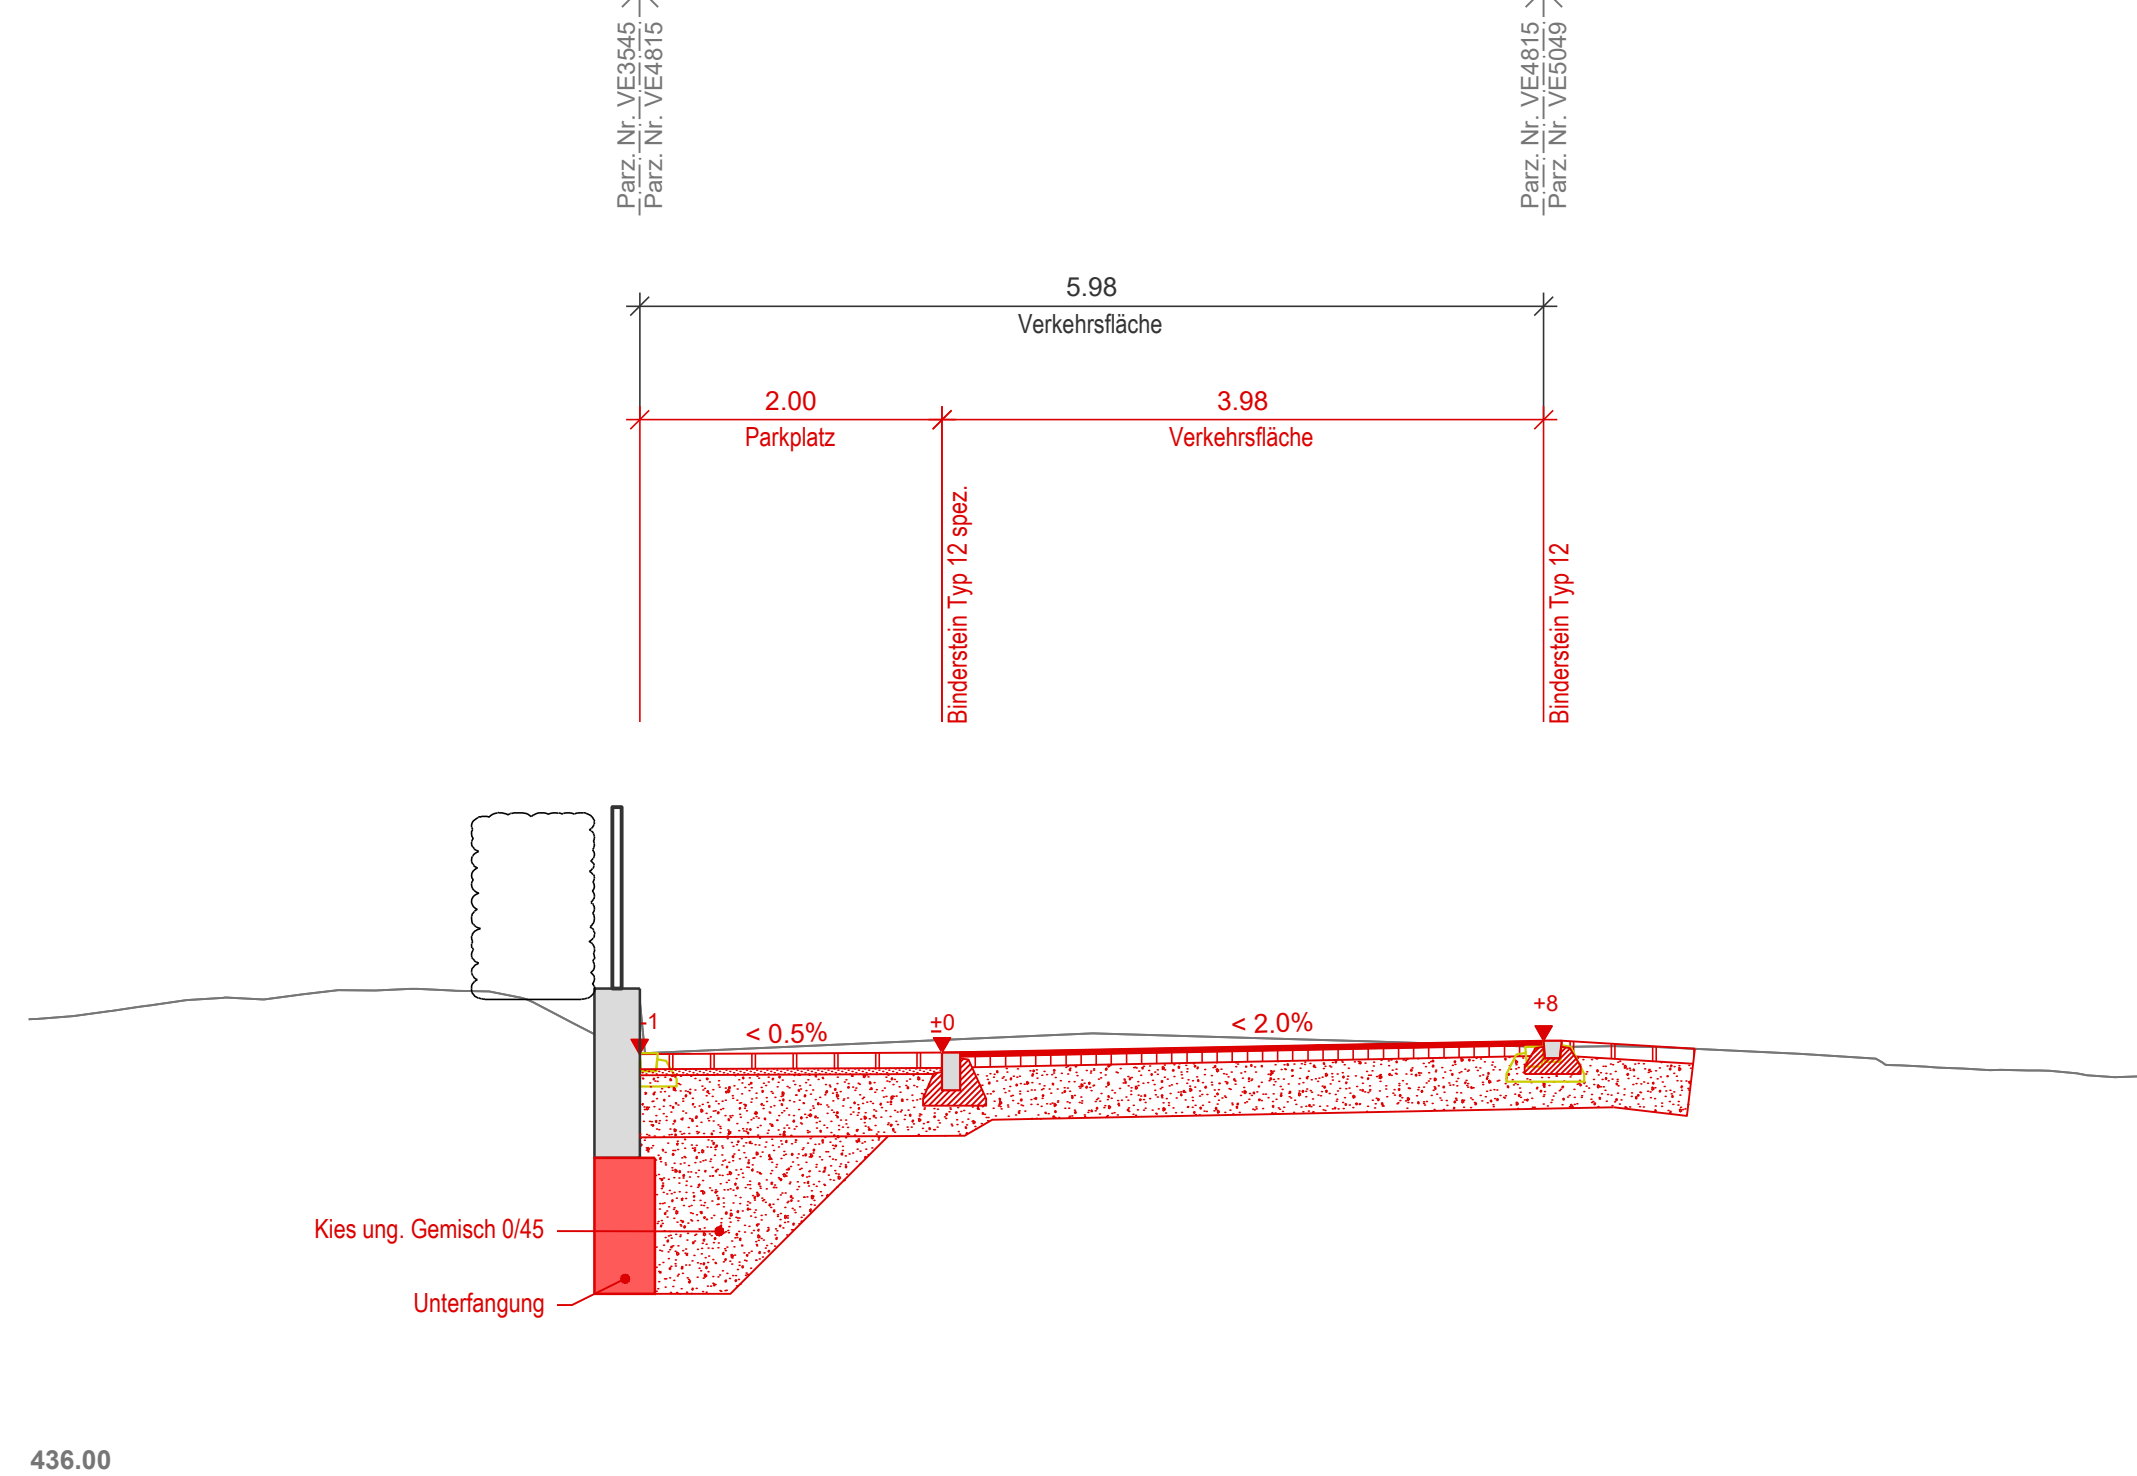 Parz. Nr. VE3545
Parz. Nr. VE4815
Parz. Nr. VE4815
Parz. Nr. VE5049
5.98
Verkehrsfläche
2.00
Parkplatz
3.98
Verkehrsfläche
Binderstein Typ 12 spez.
Binderstein Typ 12
-1
< 0.5%
±0
< 2.0%
+8
Kies ung. Gemisch 0/45
Unterfangung
436.00